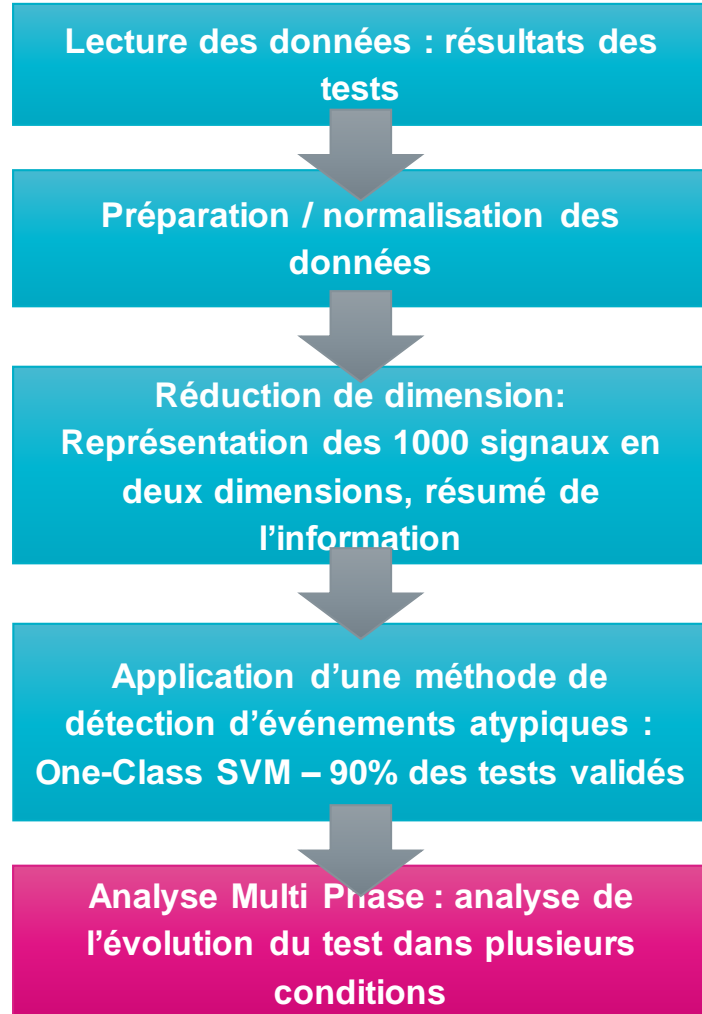 Lecture des données : résultats des
tests
Préparation / normalisation des
données
Réduction de dimension:
Représentation des 1000 signaux en
deux dimensions, résumé de
l’information
Application d’une méthode de
détection d’événements atypiques :
One-Class SVM – 90% des tests validés
Analyse Multi Phase : analyse de
l’évolution du test dans plusieurs
conditions